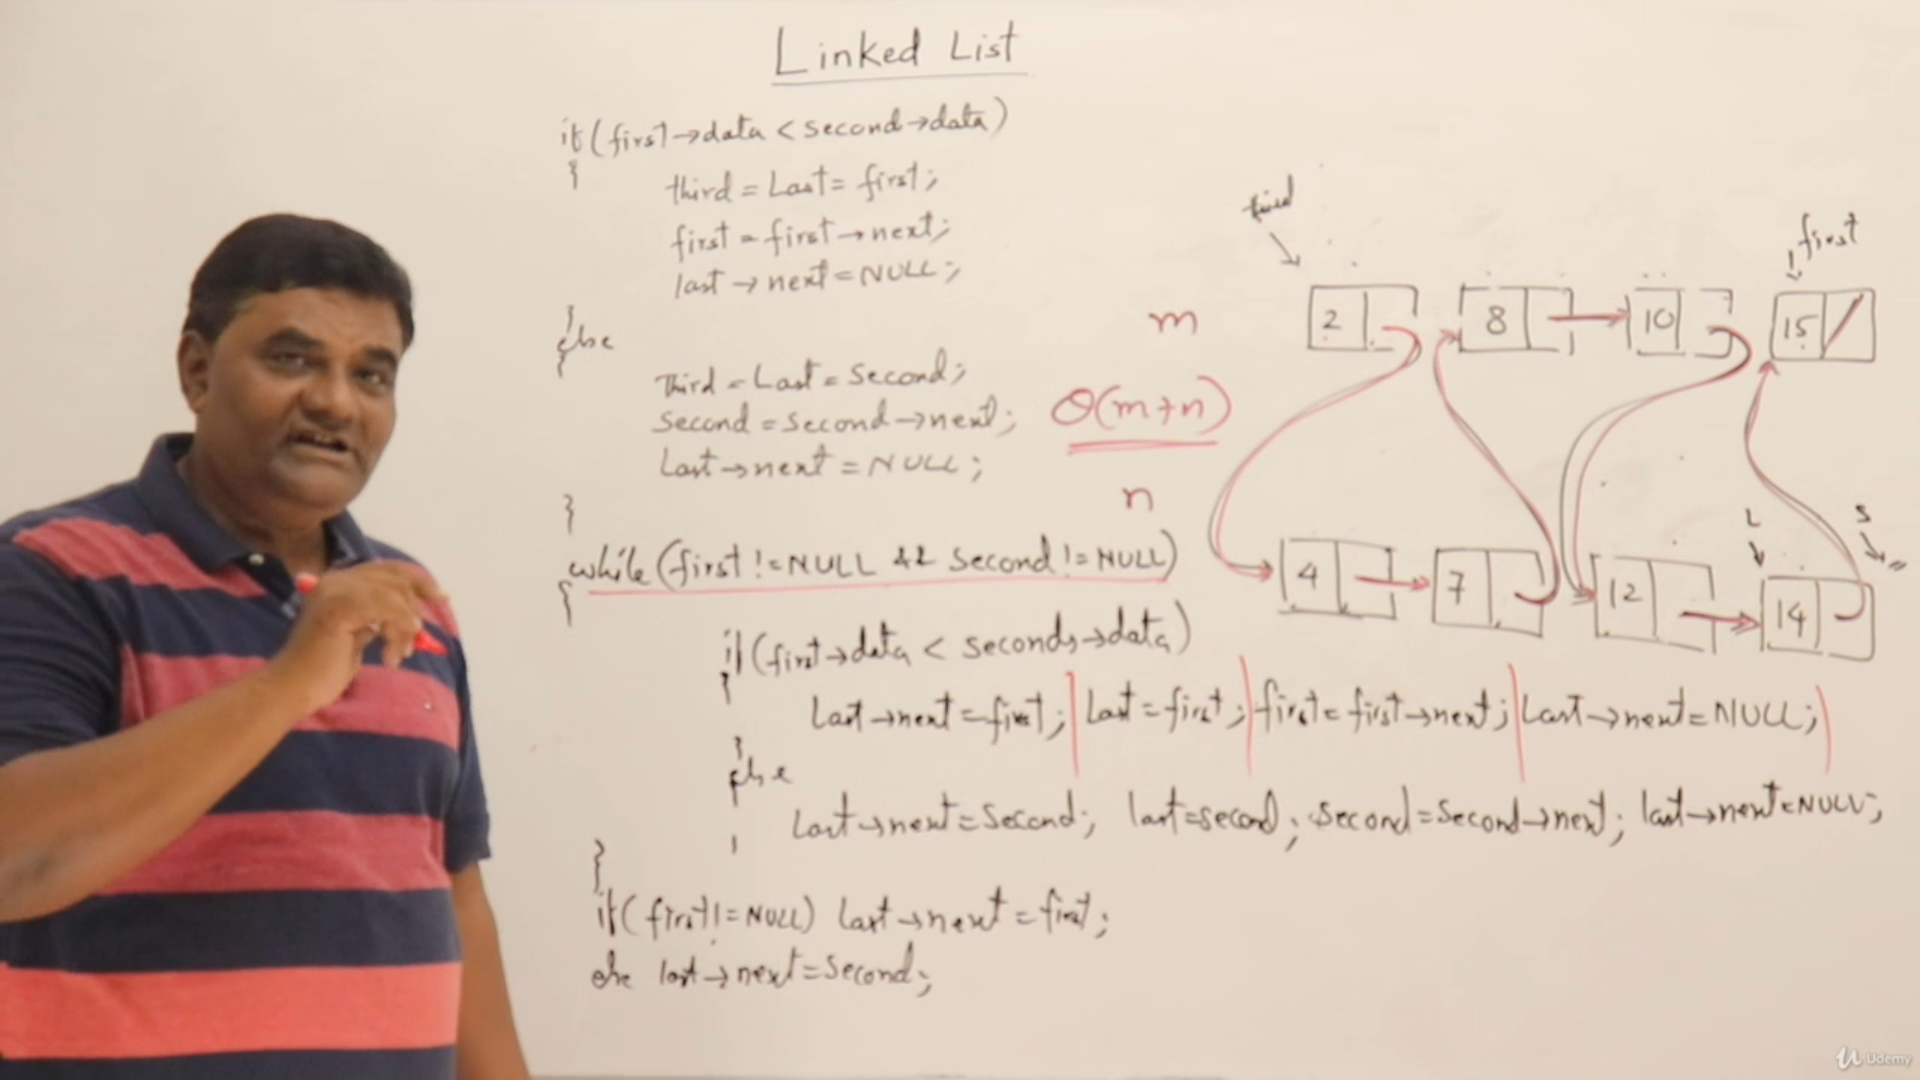 Linked List
if(first→data < second→data)
{
third = Last = first;
first = first→next;
last→next = NULL;
}
else
{
third = Last = Second;
Second = Second→next;
Last→next = NULL;
}
while(first != NULL && Second != NULL)
{
if(first→data < second→data)
{
Last→next = first; Last = first; first = first→next; Last→next = NULL;
}
else
{
Last→next = Second; last = second; second = Second→next; last→next = NULL;
}
}
if(first != NULL) last→next = first;
else last→next = Second;
m
θ(m+n)
n
third
first
2 8 10 15
L S
4 7 12 14
Udemy